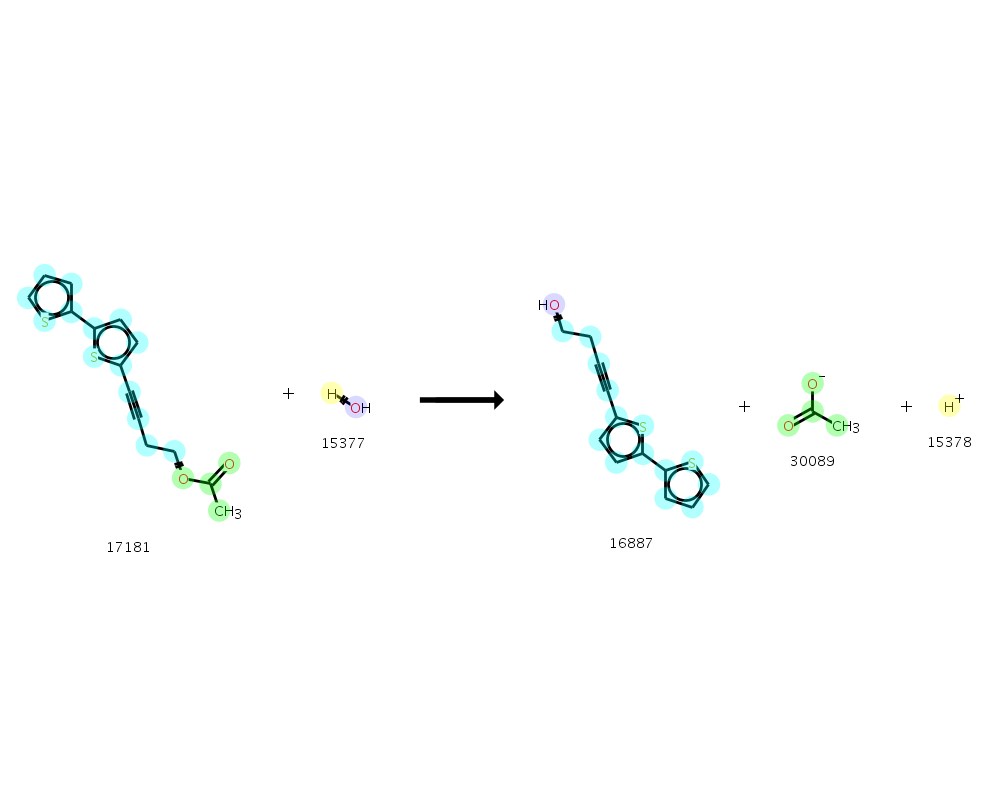 S
S
O
O
CH3
17181
+
H
OH
15377
HO
S
S
16887
+
O-
O
CH3
30089
+
H+
15378